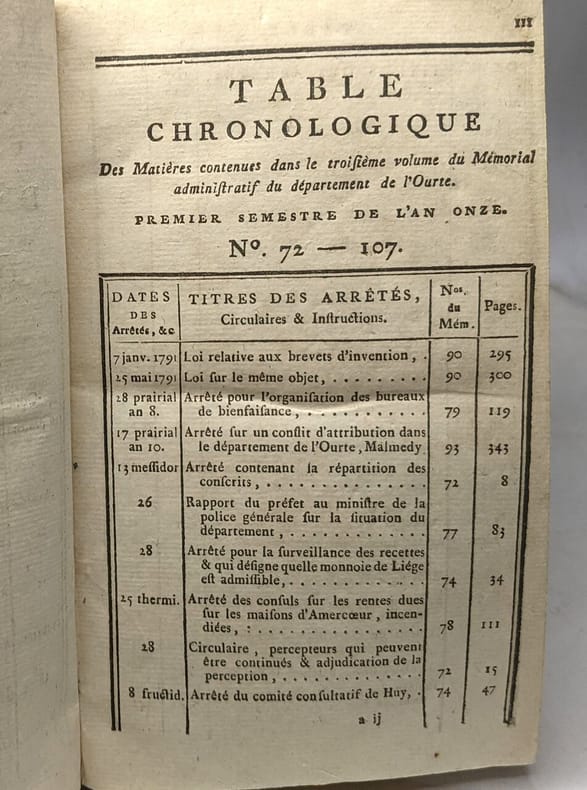 III
TABLE
CHRONOLOGIQUE
Des Matières contenues dans le troiſième volume du Mémorial
adminiſtratif du département de l'Ourte.
PREMIER SEMESTRE DE L'AN ONZE.
Nº. 72 — 107.
DATES
DES
Arrêtés, &c
TITRES DES ARRÊTÉS,
Circulaires & Inſtructions.
Nos.
du
Mém.
Pages.
7 janv. 1791 Loi relative aux brevets d'invention, . 90 295
25 mai 1791 Loi ſur le même objet, . . . . . . . . 90 300
28 prairial Arrêté pour l'organiſation des bureaux
an 8. de bienfaiſance, . . . . . . . . . . . 79 119
17 prairial Arrêté ſur un conflit d'attribution dans
an 10. le département de l'Ourte, Malmedy 93 343
13 meſſidor Arrêté contenant la répartition des
conſcrits, . . . . . . . . . . . . . . . 72 8
26 Rapport du préfet au miniſtre de la
police générale ſur la ſituation du
département, . . . . . . . . . . . . . 77 83
28 Arrêté pour la ſurveillance des recettes
& qui déſigne quelle monnoie de Liége
eſt admiſſible, . . . . . . . . . . . . . 74 34
25 thermi. Arrêté des conſuls ſur les rentes dues
ſur les maiſons d'Amercœur, incen-
diées, : . . . . . . . . . . . . . . . . 78 111
28 Circulaire, percepteurs qui peuvent
être continués & adjudication de la
perception, . . . . . . . . . . . . . . 72 15
8 fructid. Arrêté du comité conſultatif de Huy, . 74 47
a ij